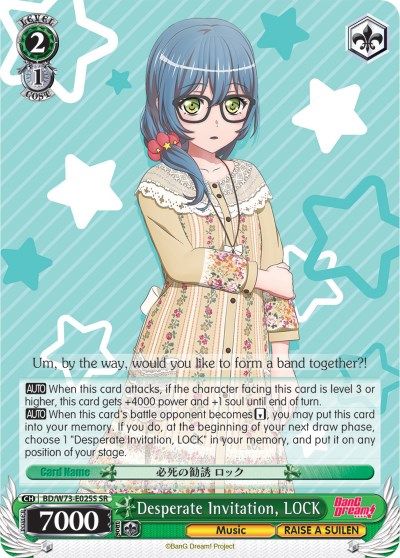 LEVEL
2
1
COST
Um, by the way, would you like to form a band together?!
AUTO When this card attacks, if the character facing this card is level 3 or
higher, this card gets +4000 power and +1 soul until end of turn.
AUTO When this card's battle opponent becomes [ ], you may put this card
into your memory. If you do, at the beginning of your next draw phase,
choose 1 "Desperate Invitation, LOCK" in your memory, and put it on any
position of your stage.
Card Name 必死の勧誘 ロック
CD BD/W73-E025S SR
POWER 7000 Desperate Invitation, LOCK BanG Dream!
Music RAISE A SUILEN
©BanG Dream! Project